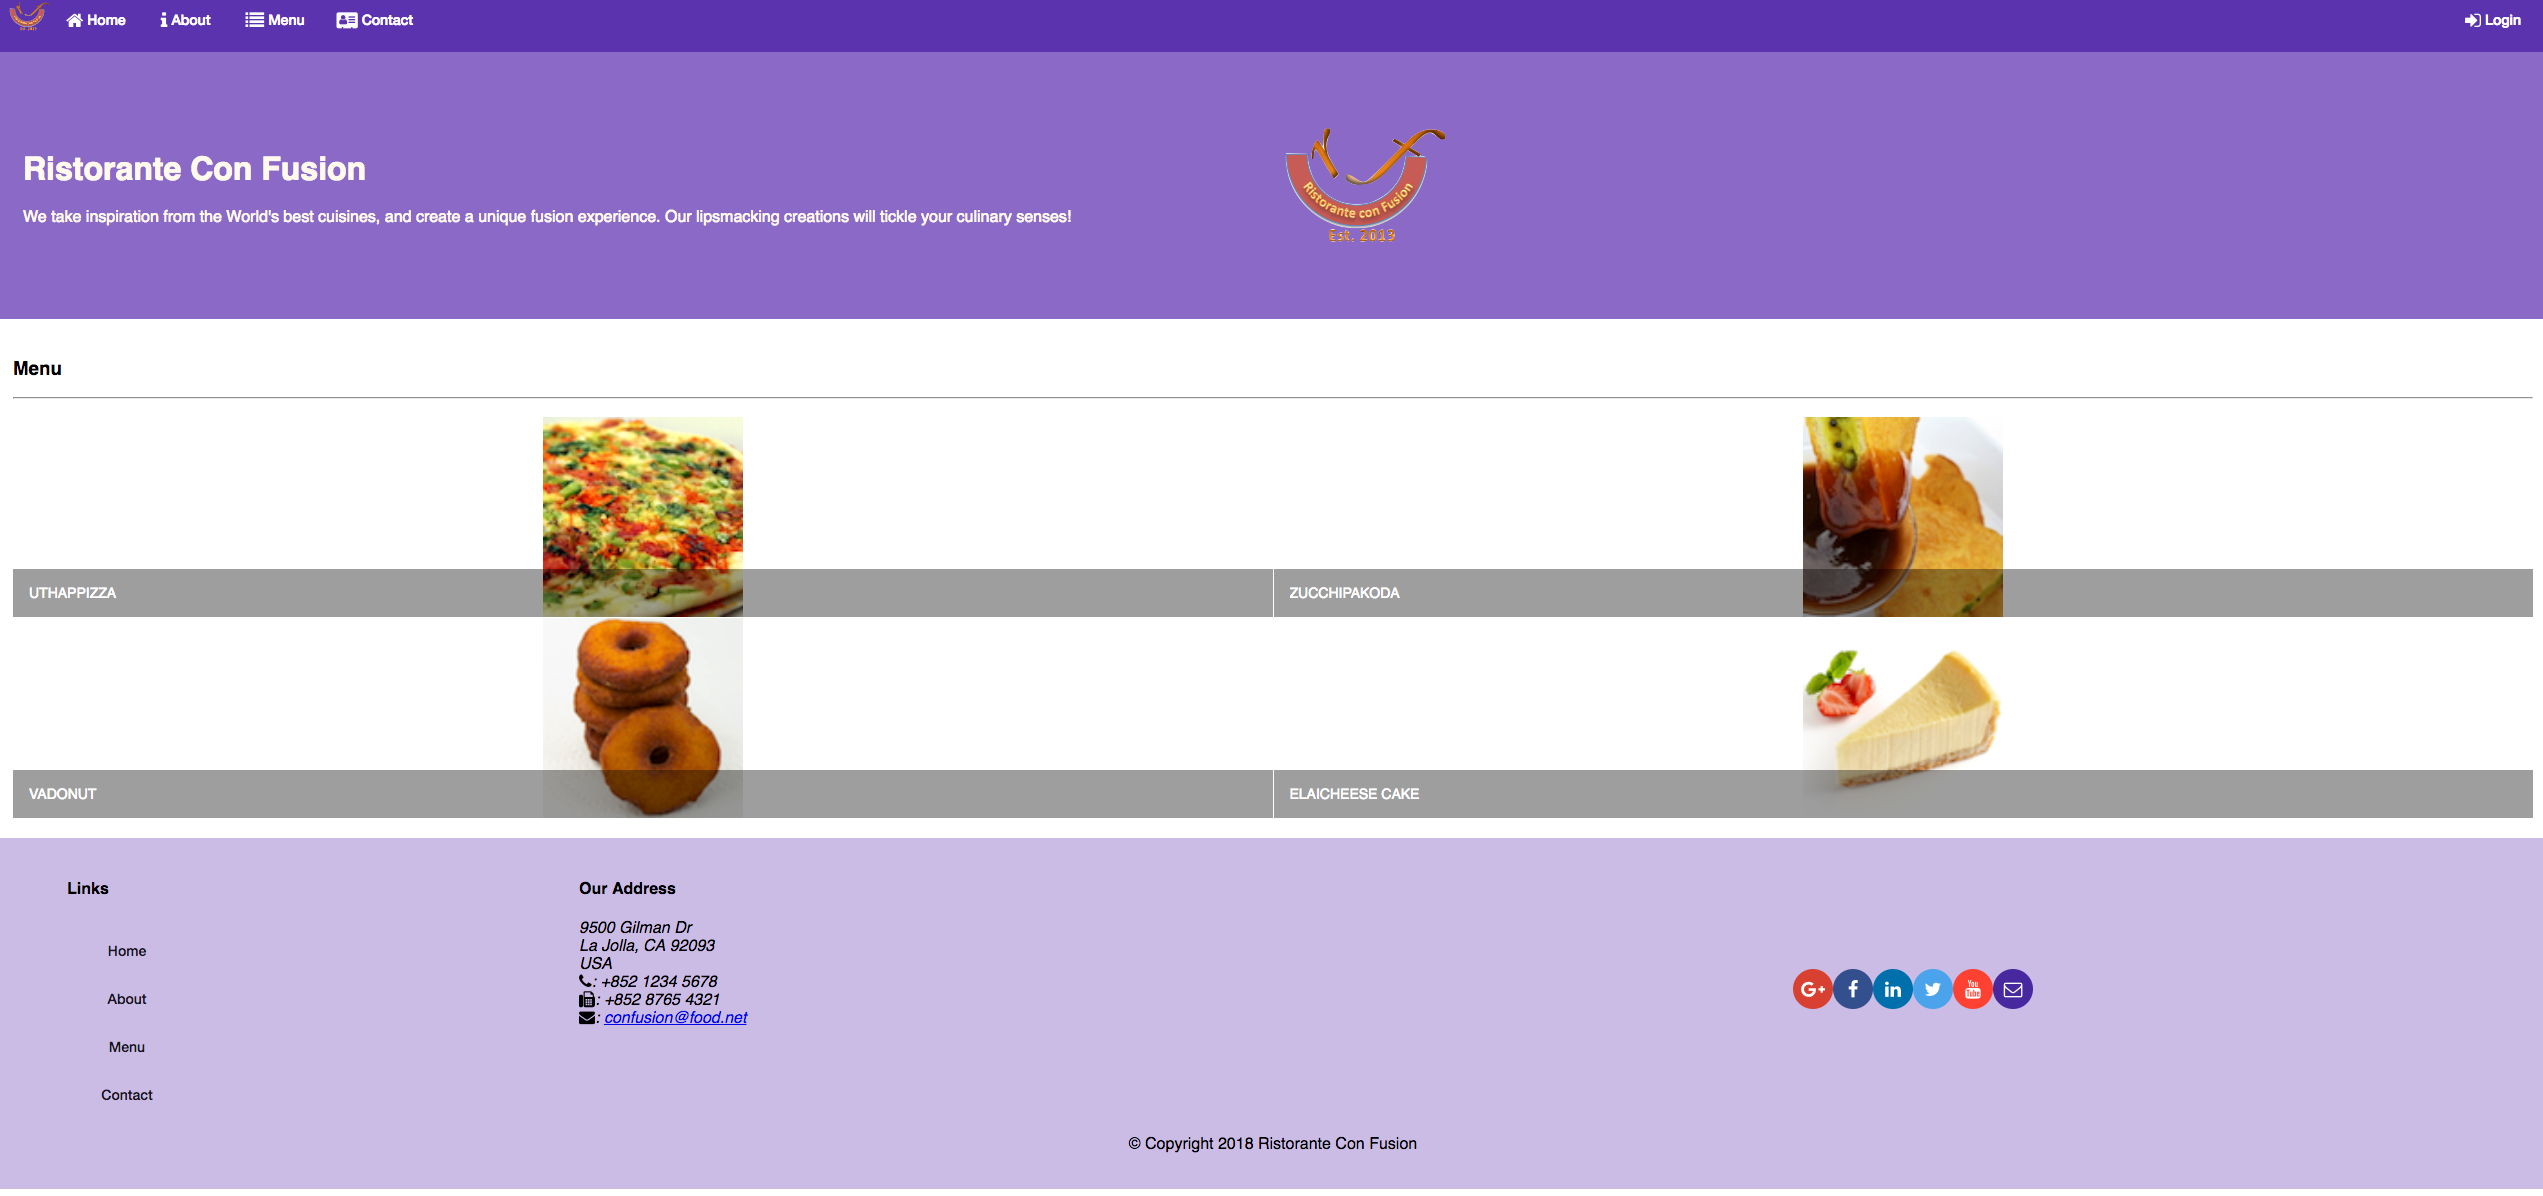 Home About Menu Contact Login
Ristorante Con Fusion
We take inspiration from the World's best cuisines, and create a unique fusion experience. Our lipsmacking creations will tickle your culinary senses!
Ristorante con Fusion
Est. 2013
Menu
UTHAPPIZZA
ZUCCHIPAKODA
VADONUT
ELAICHEESE CAKE
Links
Home
About
Menu
Contact
Our Address
9500 Gilman Dr
La Jolla, CA 92093
USA
: +852 1234 5678
: +852 8765 4321
: confusion@food.net
G+ f in You Tube
© Copyright 2018 Ristorante Con Fusion